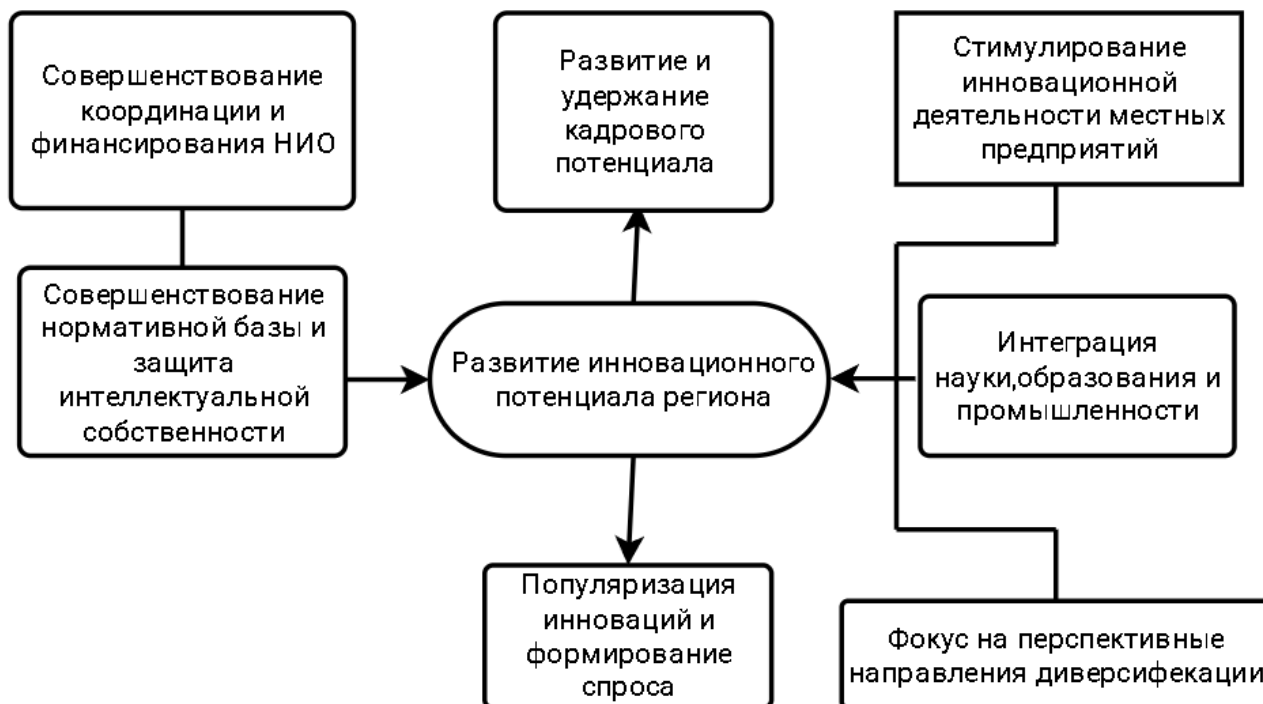 Совершенствование
координации и
финансирования НИО
Развитие и
удержание
кадрового
потенциала
Стимулирование
инновационной
деятельности местных
предприятий
Совершенствование
нормативной базы и
защита
интеллектуальной
собственности
Развитие инновационного
потенциала региона
Интеграция
науки,образования и
промышленности
Популяризация
инноваций и
формирование
спроса
Фокус на перспективные
направления диверсифекации